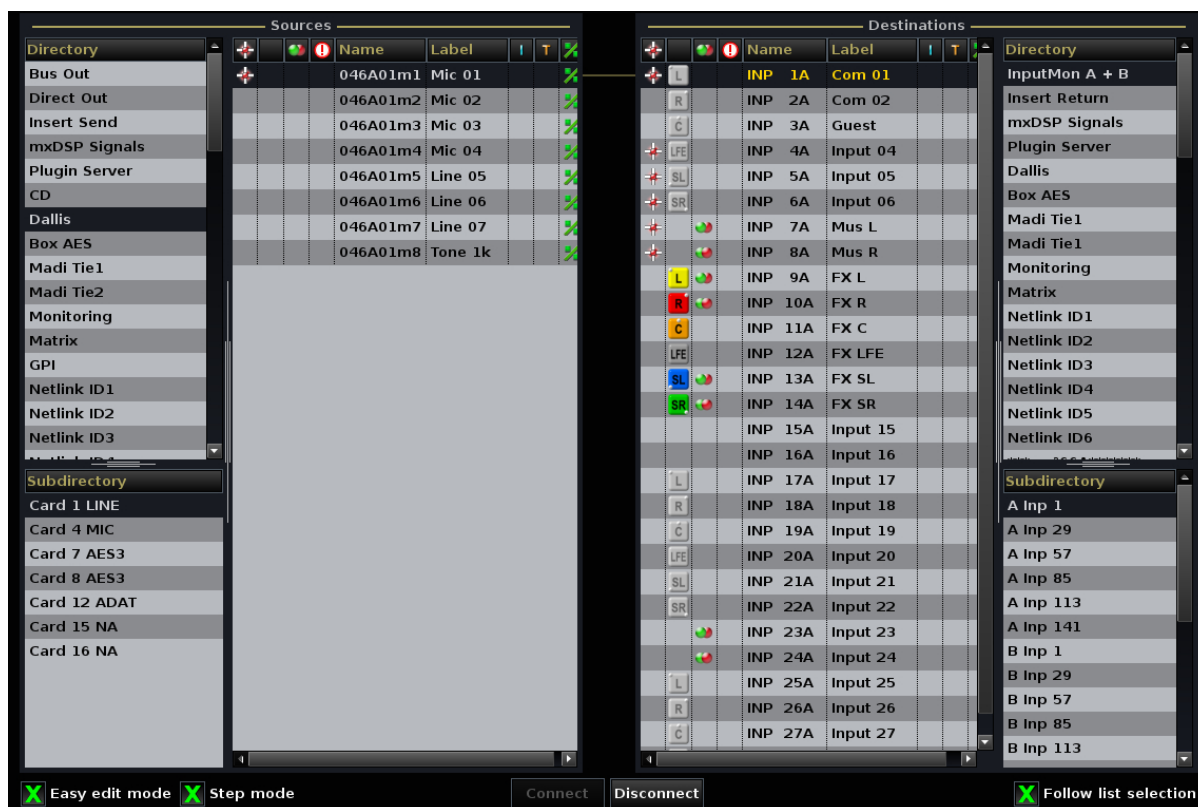 Sources
Directory
Bus Out
Direct Out
Insert Send
mxDSP Signals
Plugin Server
CD
Dallis
Box AES
Madi Tie1
Madi Tie2
Monitoring
Matrix
GPI
Netlink ID1
Netlink ID2
Netlink ID3
Subdirectory
Card 1 LINE
Card 4 MIC
Card 7 AES3
Card 8 AES3
Card 12 ADAT
Card 15 NA
Card 16 NA
Name Label I T
046A01m1 Mic 01
046A01m2 Mic 02
046A01m3 Mic 03
046A01m4 Mic 04
046A01m5 Line 05
046A01m6 Line 06
046A01m7 Line 07
046A01m8 Tone 1k
Destinations
Name Label I T
L INP 1A Com 01
R INP 2A Com 02
C INP 3A Guest
LFE INP 4A Input 04
SL INP 5A Input 05
SR INP 6A Input 06
INP 7A Mus L
INP 8A Mus R
L INP 9A FX L
R INP 10A FX R
C INP 11A FX C
LFE INP 12A FX LFE
SL INP 13A FX SL
SR INP 14A FX SR
INP 15A Input 15
INP 16A Input 16
L INP 17A Input 17
R INP 18A Input 18
C INP 19A Input 19
LFE INP 20A Input 20
SL INP 21A Input 21
SR INP 22A Input 22
INP 23A Input 23
INP 24A Input 24
L INP 25A Input 25
R INP 26A Input 26
C INP 27A Input 27
Directory
InputMon A + B
Insert Return
mxDSP Signals
Plugin Server
Dallis
Box AES
Madi Tie1
Madi Tie1
Monitoring
Matrix
Netlink ID1
Netlink ID2
Netlink ID3
Netlink ID4
Netlink ID5
Netlink ID6
Subdirectory
A Inp 1
A Inp 29
A Inp 57
A Inp 85
A Inp 113
A Inp 141
B Inp 1
B Inp 29
B Inp 57
B Inp 85
B Inp 113
X Easy edit mode X Step mode Connect Disconnect X Follow list selection